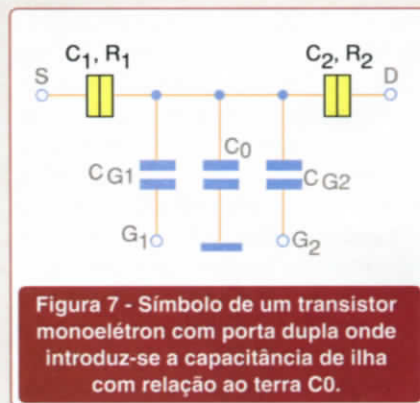 C1, R1
C2, R2
S
D
CG1
C0
CG2
G1
G2
Figura 7 - Símbolo de um transistor
monoelétron com porta dupla onde
introduz-se a capacitância de ilha
com relação ao terra C0.